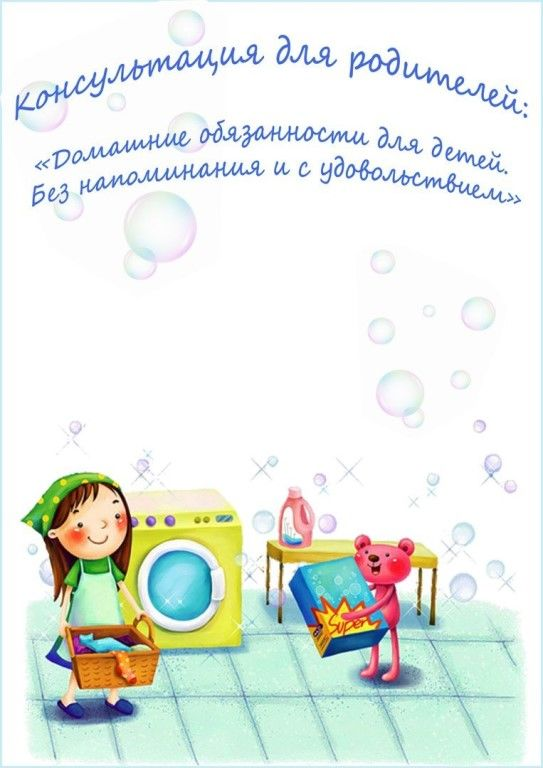 Консультация для родителей:
«Домашние обязанности для детей.
Без напоминания и с удовольствием»
Super